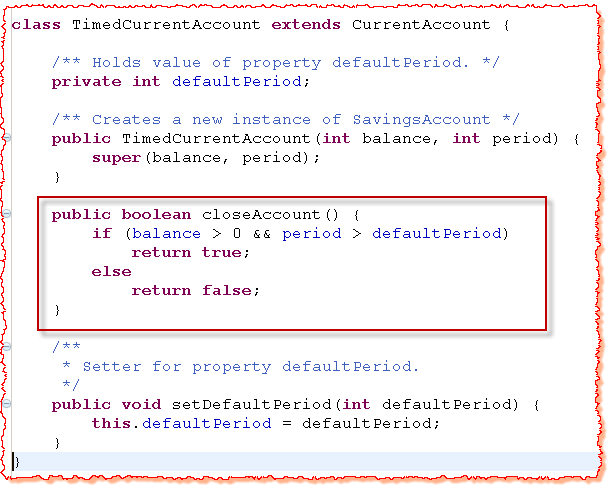 class TimedCurrentAccount extends CurrentAccount {
/** Holds value of property defaultPeriod. */
private int defaultPeriod;
/** Creates a new instance of SavingsAccount */
public TimedCurrentAccount(int balance, int period) {
super(balance, period);
}
public boolean closeAccount() {
if (balance > 0 && period > defaultPeriod)
return true;
else
return false;
}
/**
* Setter for property defaultPeriod.
*/
public void setDefaultPeriod(int defaultPeriod) {
this.defaultPeriod = defaultPeriod;
}
}